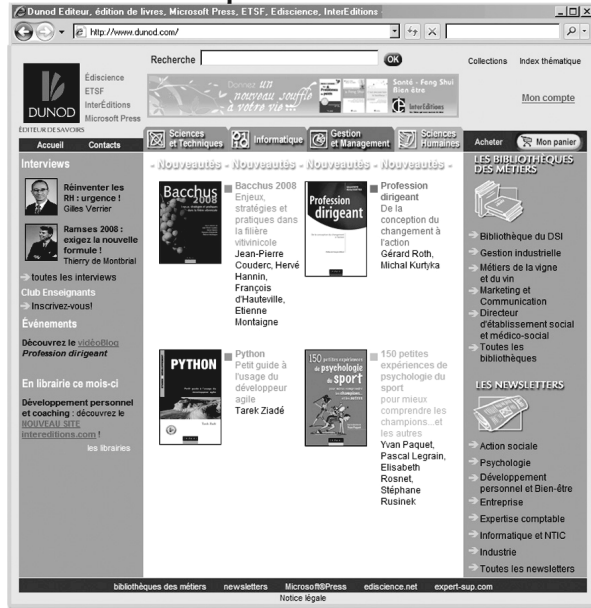 Dunod Editeur, édition de livres, Microsoft Press, ETSF, Ediscience, InterEditions
http://www.dunod.com/
Recherche
OK
Collections
Index thématique
DUNOD
ÉDITEUR DE SAVOIRS
Édiscience
ETSF
InterÉditions
Microsoft Press
Donnez un
nouveau souffle
à votre vie !!!
Santé - Feng Shui
Bien être
InterEditions
Mon compte
Accueil
Contacts
Sciences
et Techniques
Informatique
Gestion
et Management
Sciences
Humaines
Acheter
Mon panier
Interviews
Réinventer les
RH : urgence !
Gilles Verrier
Ramses 2008 :
exigez la nouvelle
formule !
Thierry de Montbrial
toutes les interviews
Club Enseignants
Inscrivez-vous!
Évènements
Découvrez le vidéoBlog
Profession dirigeant
En librairie ce mois-ci
Développement personnel
et coaching : découvrez le
NOUVEAU SITE
intereditions.com !
les librairies
- Nouveautés - Nouveautés - Nouveautés - Nouveautés -
Bacchus
2008
Bacchus 2008
Enjeux,
stratégies et
pratiques dans
la filière
vitivinicole
Jean-Pierre
Couderc, Hervé
Hannin,
François
d'Hauteville,
Etienne
Montaigne
Profession
dirigeant
Profession
dirigeant
De la
conception du
changement à
l'action
Gérard Roth,
Michal Kurtyka
PYTHON
Python
Petit guide à
l'usage du
développeur
agile
Tarek Ziadé
150 petites expériences
de psychologie
du sport
150 petites
expériences de
psychologie du
sport
pour mieux
comprendre les
champions...et
les autres
Yvan Paquet,
Pascal Legrain,
Elisabeth
Rosnet,
Stéphane
Rusinek
LES BIBLIOTHÈQUES
DES MÉTIERS
Bibliothèque du DSI
Gestion industrielle
Métiers de la vigne
et du vin
Marketing et
Communication
Directeur
d'établissement social
et médico-social
Toutes les
bibliothèques
LES NEWSLETTERS
Action sociale
Psychologie
Développement
personnel et Bien-être
Entreprise
Expertise comptable
Informatique et NTIC
Industrie
Toutes les newsletters
bibliothèques des métiers
newsletters
Microsoft®Press
ediscience.net
expert-sup.com
Notice légale